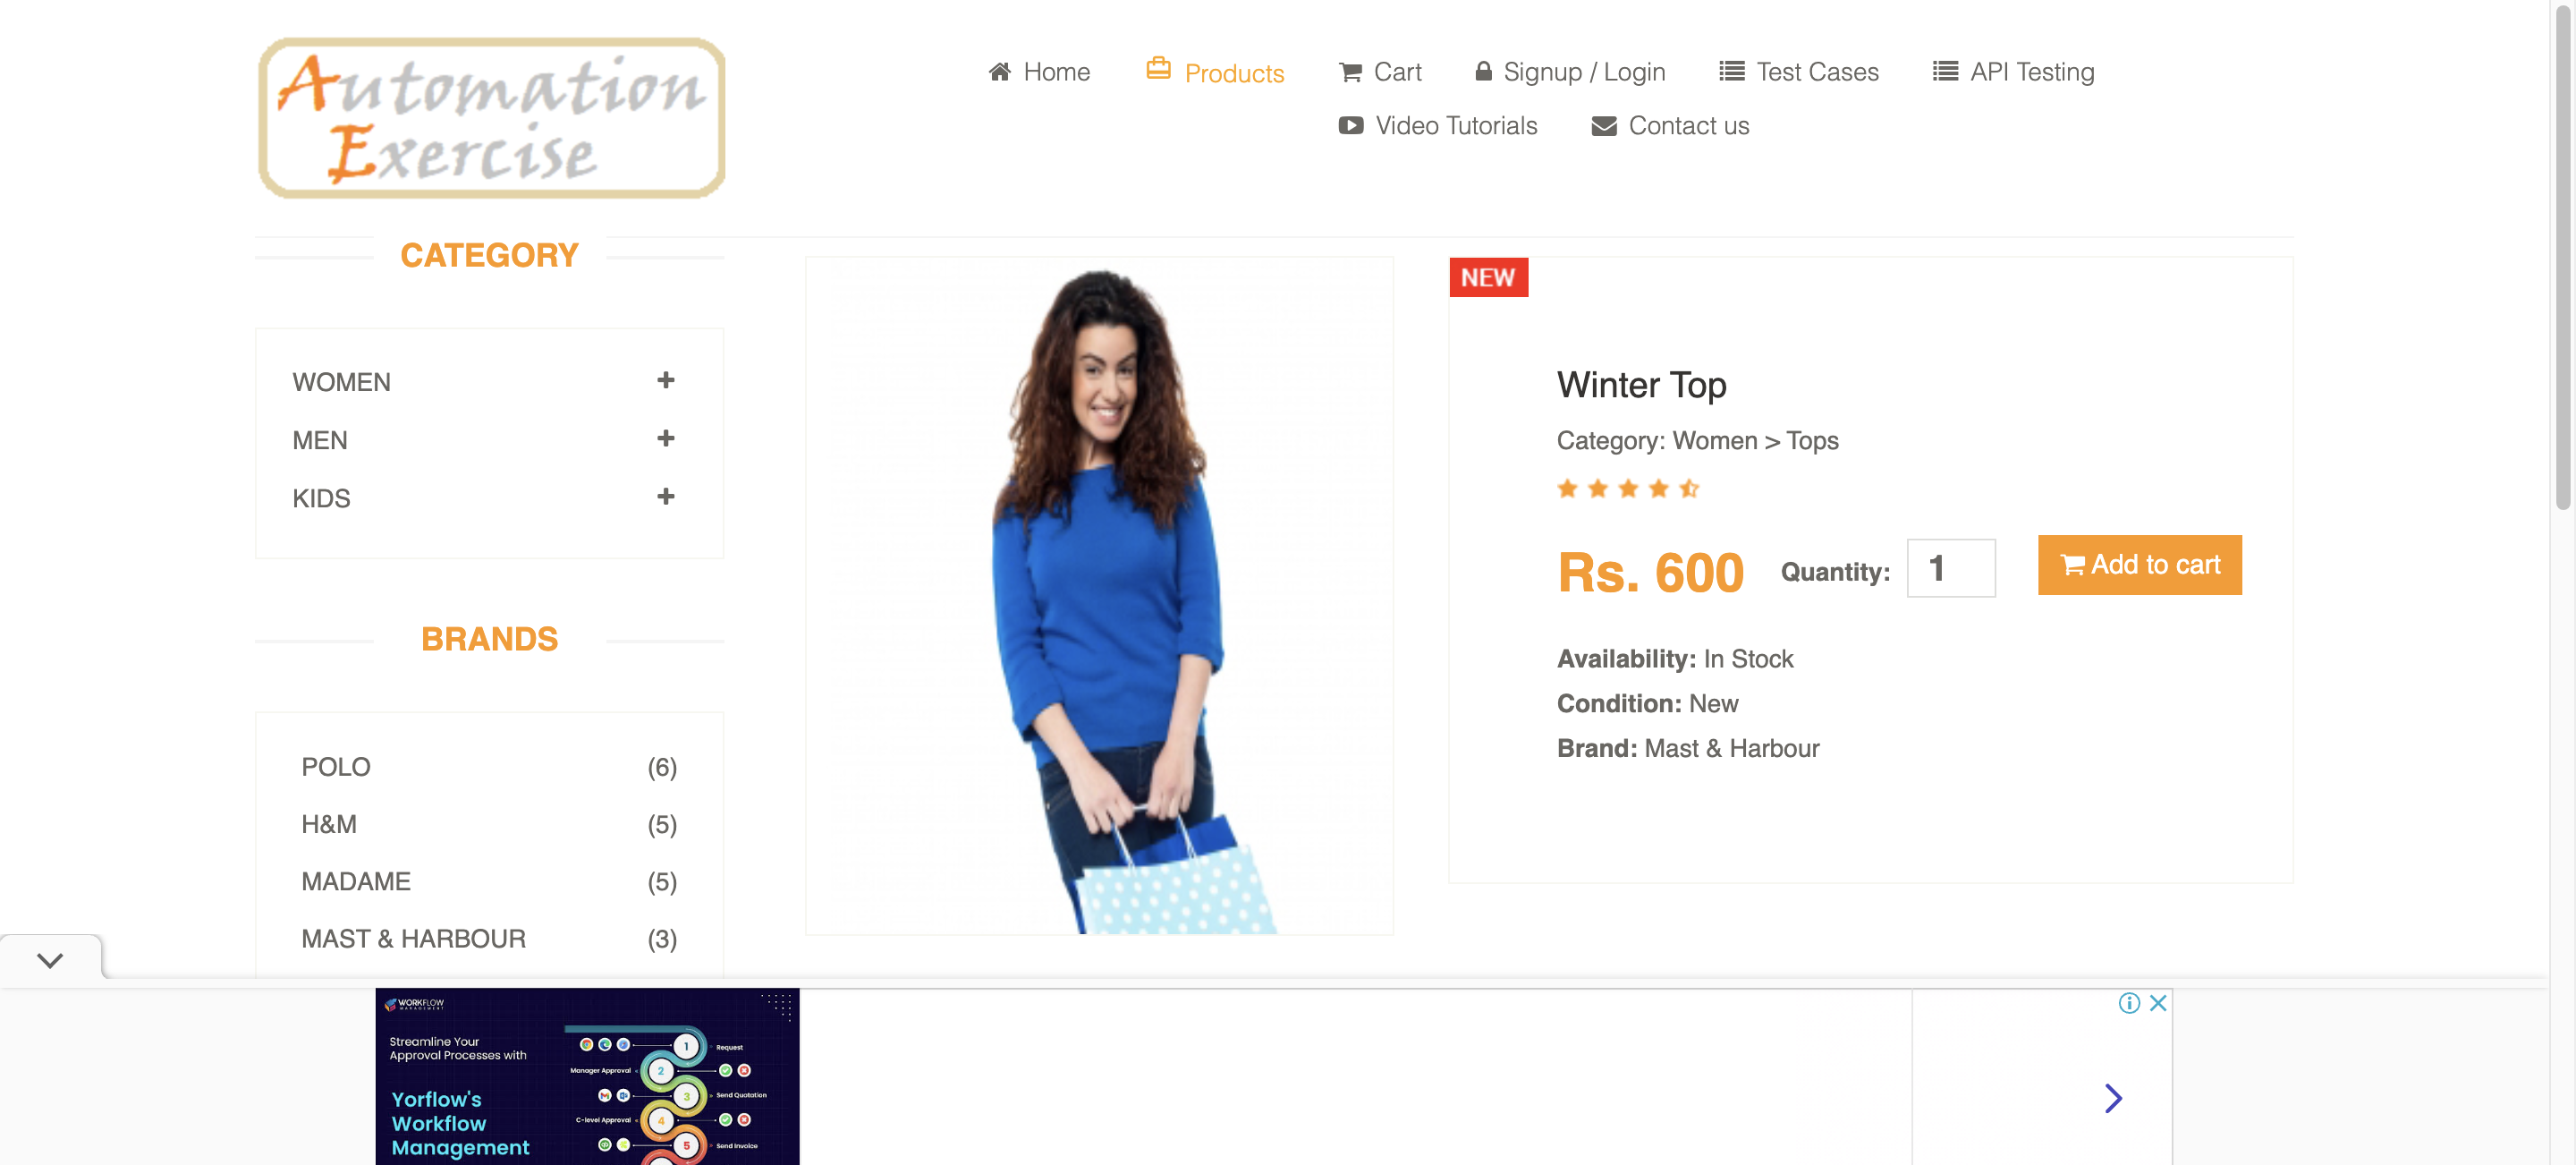 Automation
Exercise
Home
Products
Cart
Signup / Login
Test Cases
API Testing
Video Tutorials
Contact us
CATEGORY
WOMEN
MEN
KIDS
BRANDS
POLO (6)
H&M (5)
MADAME (5)
MAST & HARBOUR (3)
NEW
Winter Top
Category: Women > Tops
Rs. 600 Quantity: 1 Add to cart
Availability: In Stock
Condition: New
Brand: Mast & Harbour
WORKFLOW
MANAGEMENT
Streamline Your
Approval Processes with
Yorflow's
Workflow
Management
1 Request
Manager Approval 2
3 Send Quotation
C-level Approval 4
5 Send Invoice